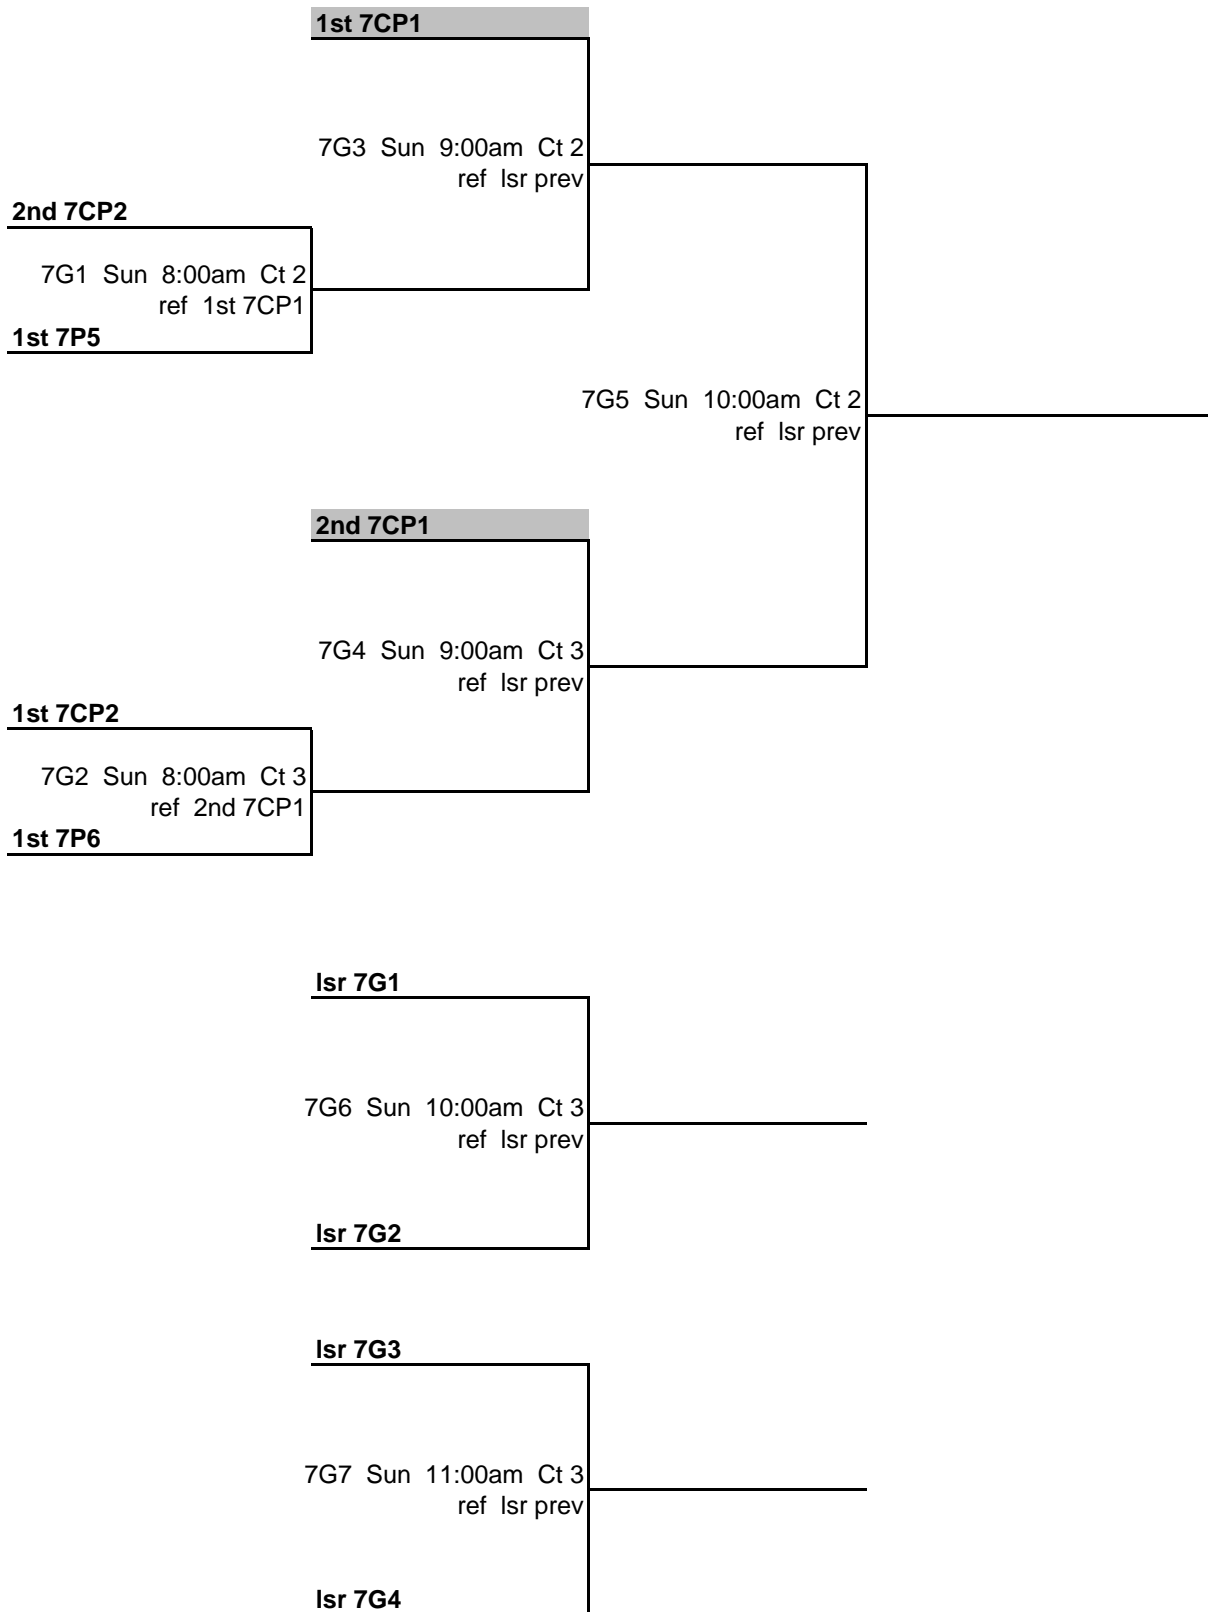 1st 7CP1
7G3 Sun 9:00am Ct 2
ref lsr prev
2nd 7CP2
7G1 Sun 8:00am Ct 2
ref 1st 7CP1
1st 7P5
7G5 Sun 10:00am Ct 2
ref lsr prev
2nd 7CP1
7G4 Sun 9:00am Ct 3
ref lsr prev
1st 7CP2
7G2 Sun 8:00am Ct 3
ref 2nd 7CP1
1st 7P6
lsr 7G1
7G6 Sun 10:00am Ct 3
ref lsr prev
lsr 7G2
lsr 7G3
7G7 Sun 11:00am Ct 3
ref lsr prev
lsr 7G4